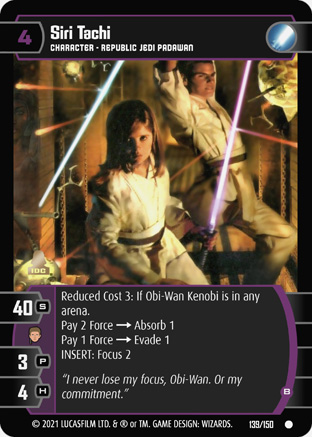 4
Siri Tachi
CHARACTER • REPUBLIC JEDI PADAWAN
IDC
40 S
3 P
4 H
Reduced Cost 3: If Obi-Wan Kenobi is in any
arena.
Pay 2 Force → Absorb 1
Pay 1 Force → Evade 1
INSERT: Focus 2
"I never lose my focus, Obi-Wan. Or my
commitment."
B
© 2021 LUCASFILM LTD. & ® or TM. GAME DESIGN: WIZARDS. 139/150